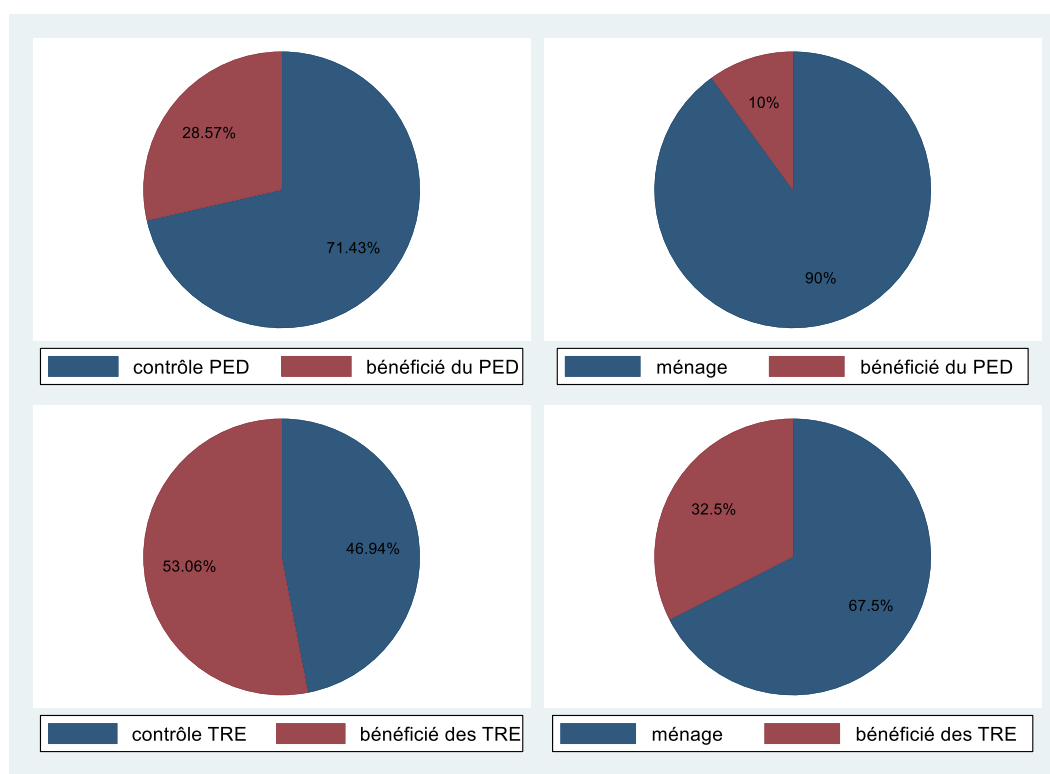 28.57%
71.43%
contrôle PED bénéficié du PED
10%
90%
ménage bénéficié du PED
46.94%
53.06%
contrôle TRE bénéficié des TRE
32.5%
67.5%
ménage bénéficié des TRE